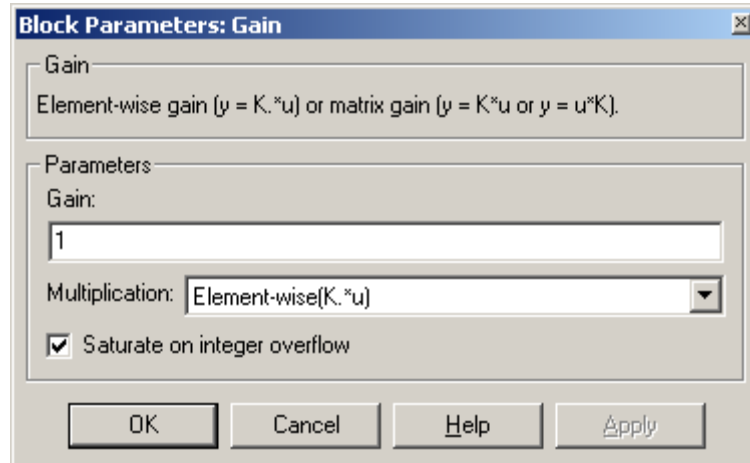 Block Parameters: Gain
Gain
Element-wise gain (y = K.*u) or matrix gain (y = K*u or y = u*K).
Parameters
Gain:
1
Multiplication: Element-wise(K.*u)
Saturate on integer overflow
OK Cancel Help Apply